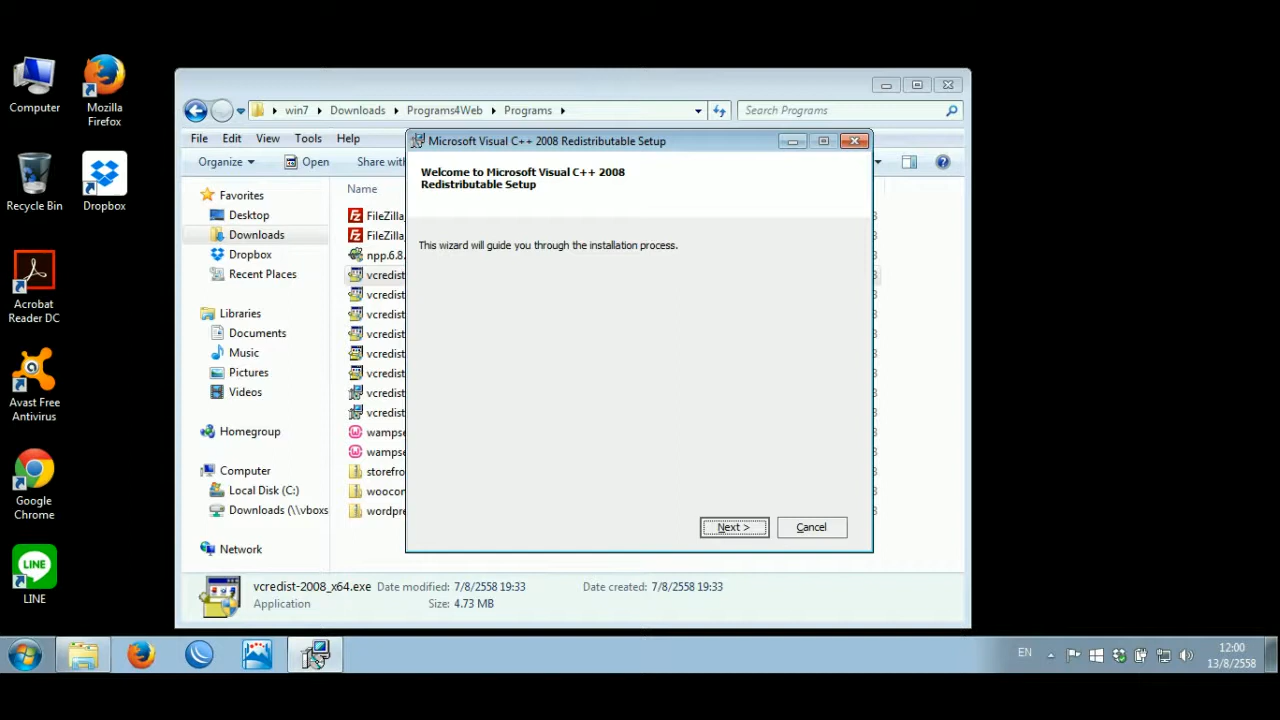 Computer
Mozilla
Firefox
Recycle Bin
Dropbox
Acrobat
Reader DC
Avast Free
Antivirus
Google
Chrome
LINE
LINE
win7
Downloads
Programs4Web
Programs
Search Programs
File
Edit
View
Tools
Help
Organize
Open
Share with
Favorites
Desktop
Downloads
Dropbox
Recent Places
Libraries
Documents
Music
Pictures
Videos
Homegroup
Computer
Local Disk (C:)
Downloads (\\vboxs
Network
Name
FileZilla
FileZilla
npp.6.8.
vcredist
vcredist
vcredist
vcredist
vcredist
vcredist
vcredist
vcredist
wampse
wampse
storefro
woocon
wordpre
Microsoft Visual C++ 2008 Redistributable Setup
Welcome to Microsoft Visual C++ 2008
Redistributable Setup
This wizard will guide you through the installation process.
Next >
Cancel
vcredist-2008_x64.exe Date modified: 7/8/2558 19:33 Date created: 7/8/2558 19:33
Application Size: 4.73 MB
EN
12:00
13/8/2558